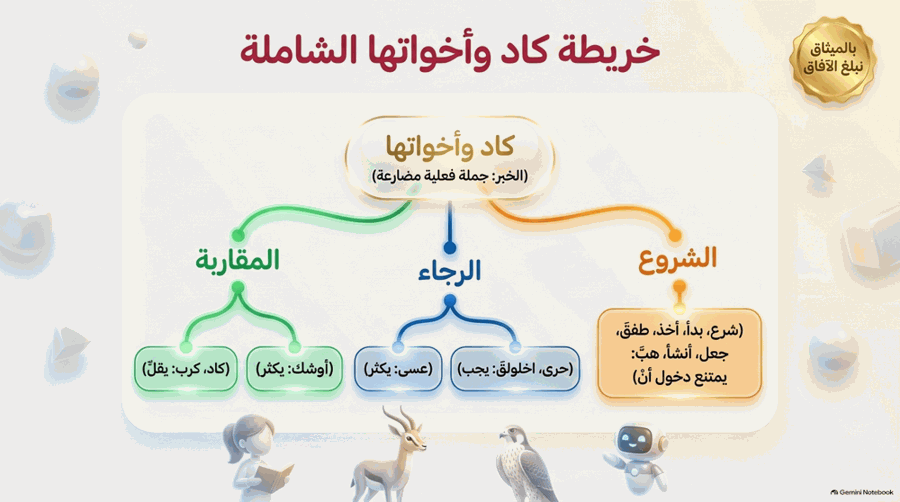 خريطة كاد وأخواتها الشاملة
بالميثاق
نبلغ الآفاق
كاد وأخواتها
(الخبر: جملة فعلية مضارعة)
الشروع
(شرع، بدأ، أخذ، طفقَ،
جعل، أنشأ، هبَّ:
يمتنع دخول أنْ)
الرجاء
(حرى، اخلولقَ: يجب)
(عسى: يكثر)
المقاربة
(أوشك: يكثر)
(كاد، كرب: يقلّ)
Gemini Notebook